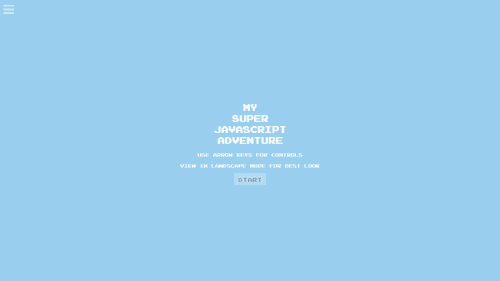 MY
SUPER
JAVASCRIPT
ADVENTURE
USE ARROW KEYS FOR CONTROLS
VIEW IN LANDSCAPE MODE FOR BEST LOOK
START